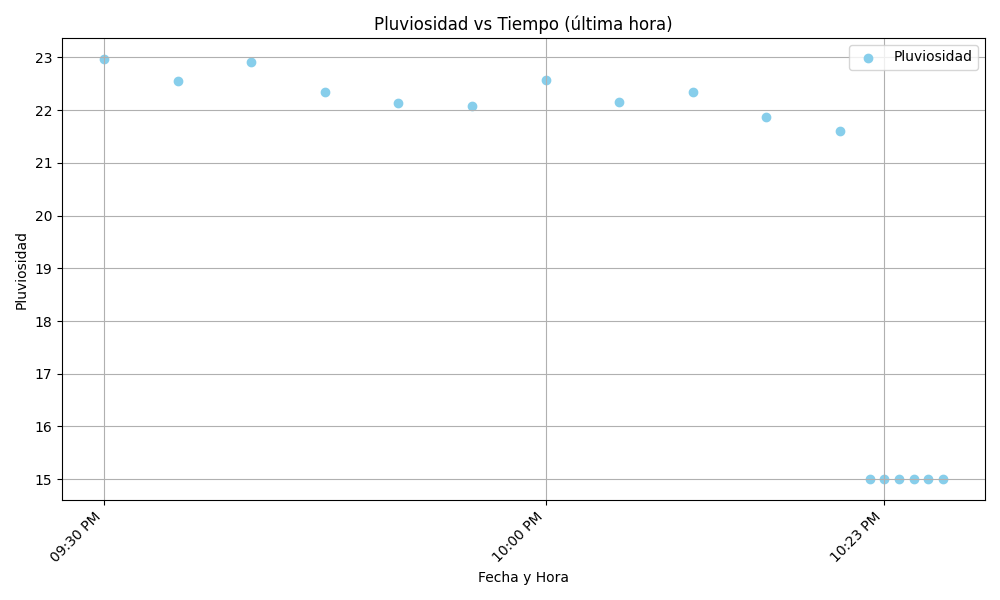 Pluviosidad vs Tiempo (última hora)
Pluviosidad
23
22
21
20
19
18
17
16
15
Pluviosidad
09:30 PM
10:00 PM
10:23 PM
Fecha y Hora